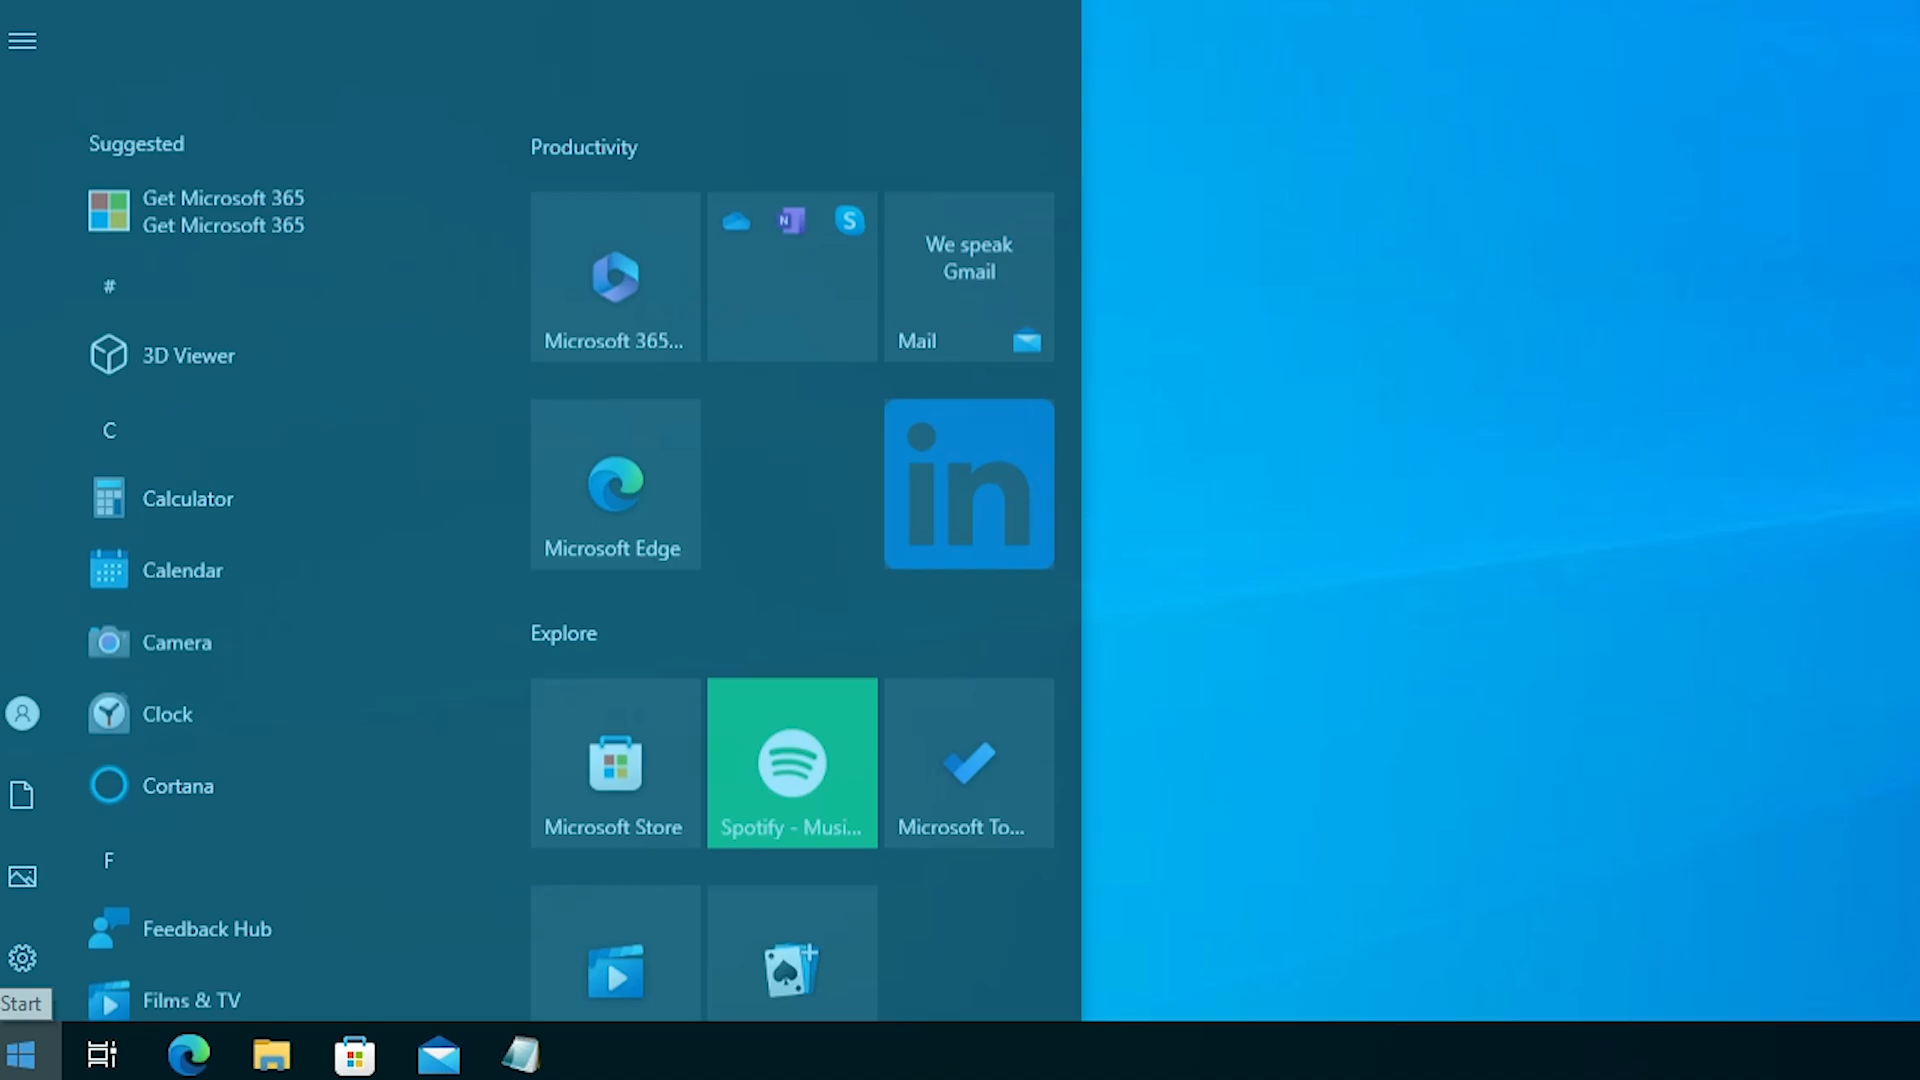 Suggested
Get Microsoft 365
Get Microsoft 365
#
3D Viewer
C
Calculator
Calendar
Camera
Clock
Cortana
F
Feedback Hub
Films & TV
Start
Productivity
Microsoft 365...
N
S
We speak
Gmail
Mail
Microsoft Edge
in
Explore
Microsoft Store
Spotify - Musi...
Microsoft To...